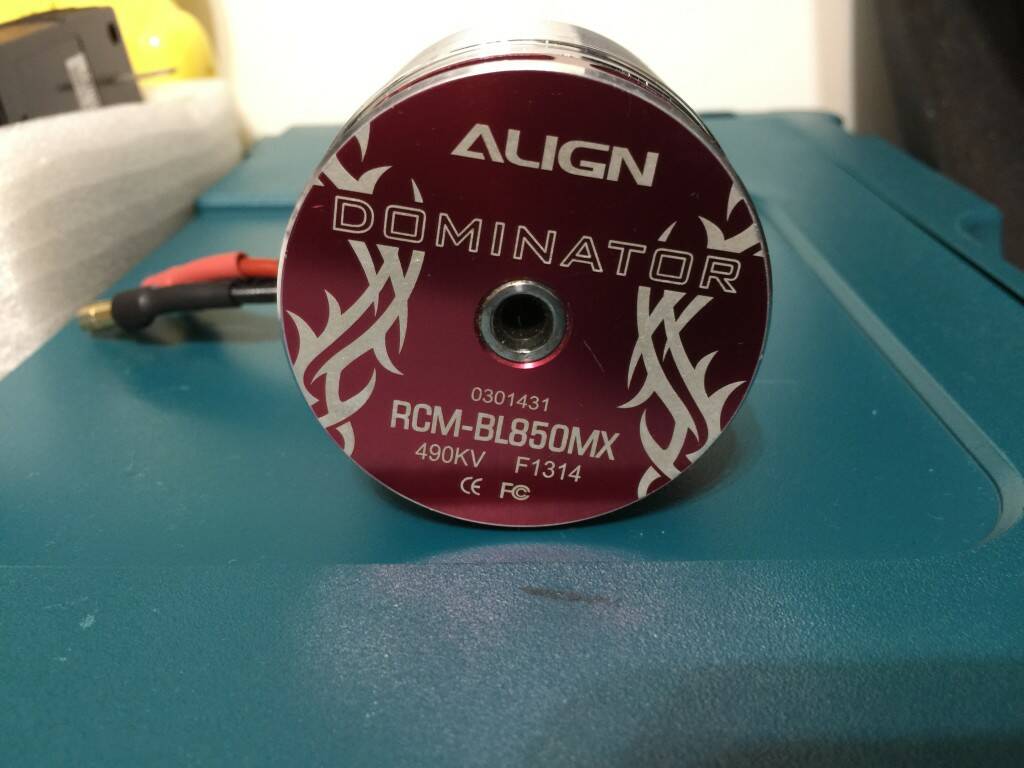 ALIGN
DOMINATOR
0301431
RCM-BL850MX
490KV F1314
CE FC